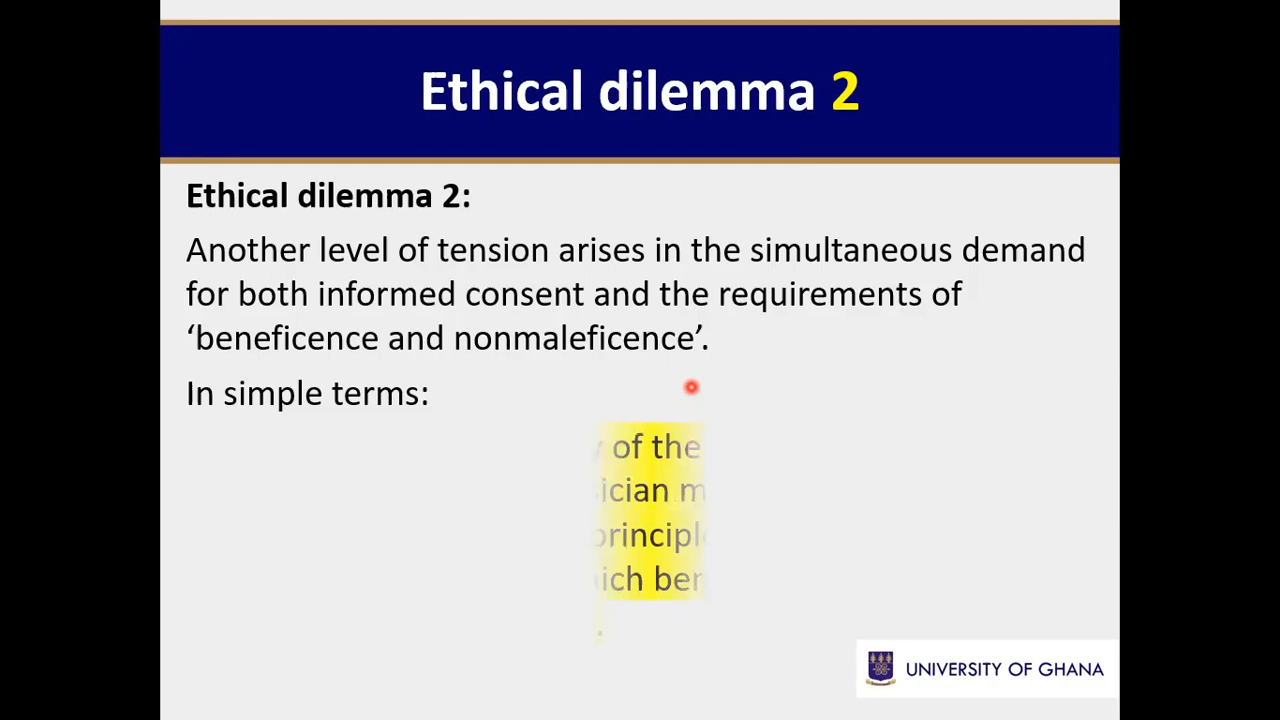 Ethical dilemma 2
Ethical dilemma 2:
Another level of tension arises in the simultaneous demand
for both informed consent and the requirements of
‘beneficence and nonmaleficence’.
In simple terms:
of the
UNIVERSITY OF GHANA